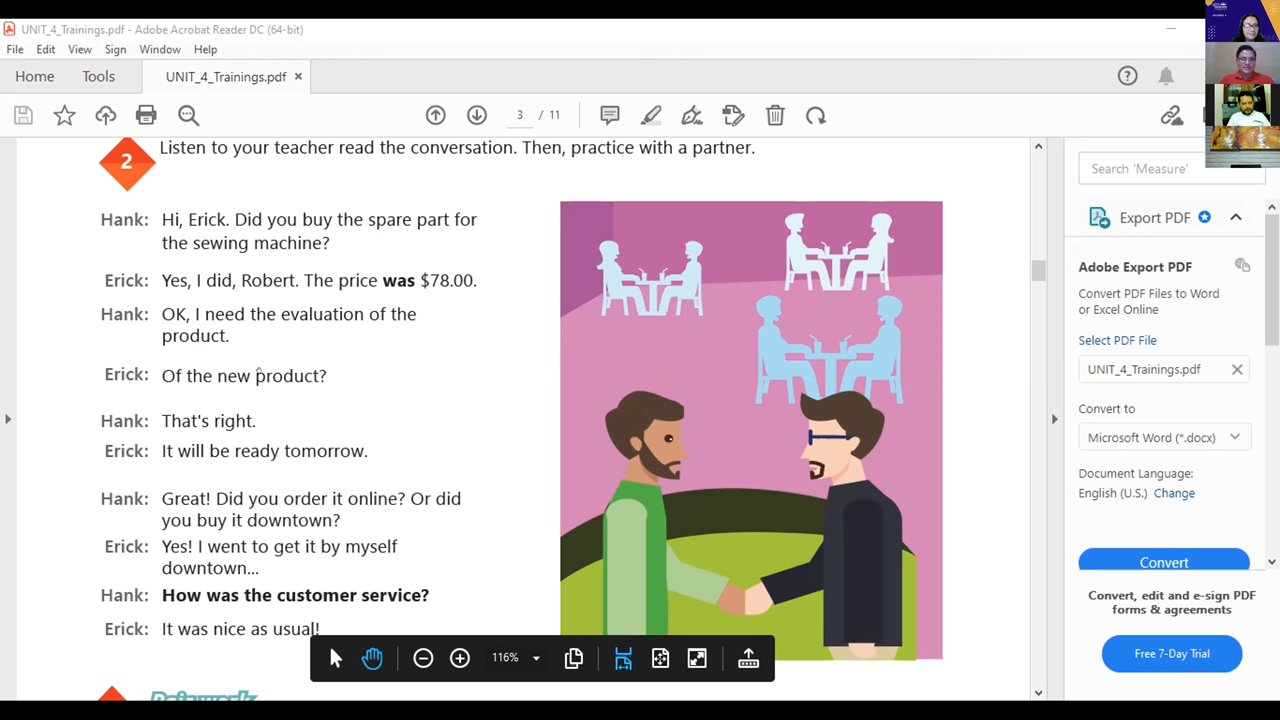 UNIT_4_Trainings.pdf - Adobe Acrobat Reader DC (64-bit)
File Edit View Sign Window Help
Home Tools UNIT_4_Trainings.pdf ×
3 / 11
2 Listen to your teacher read the conversation. Then, practice with a partner.
Hank: Hi, Erick. Did you buy the spare part for
the sewing machine?
Erick: Yes, I did, Robert. The price was $78.00.
Hank: OK, I need the evaluation of the
product.
Erick: Of the new product?
Hank: That's right.
Erick: It will be ready tomorrow.
Hank: Great! Did you order it online? Or did
you buy it downtown?
Erick: Yes! I went to get it by myself
downtown...
Hank: How was the customer service?
Erick: It was nice as usual!
116%
Search 'Measure'
Export PDF
Adobe Export PDF
Convert PDF Files to Word
or Excel Online
Select PDF File
UNIT_4_Trainings.pdf
Convert to
Microsoft Word (*.docx)
Document Language:
English (U.S.) Change
Convert
Convert, edit and e-sign PDF
forms & agreements
Free 7-Day Trial